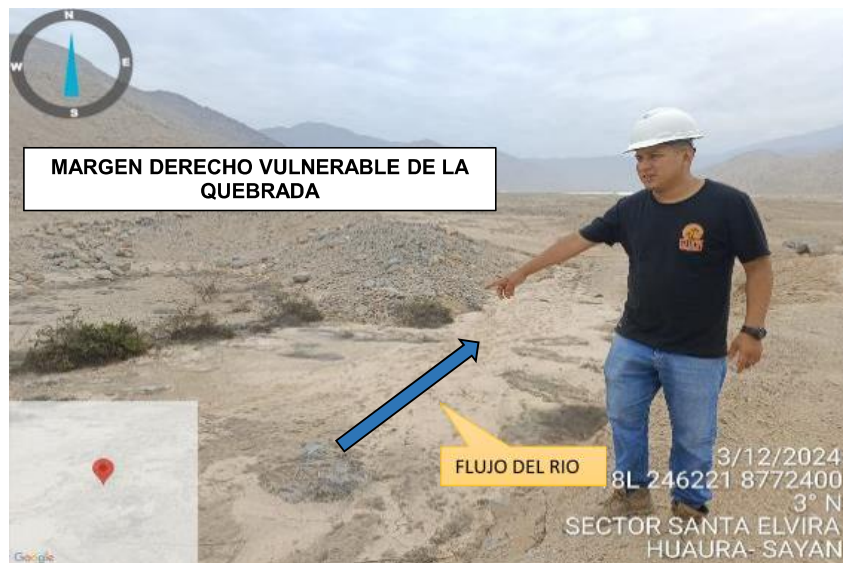 N
W E
S
MARGEN DERECHO VULNERABLE DE LA
QUEBRADA
FLUJO DEL RIO
3/12/2024
8L 246221 8772400
3° N
SECTOR SANTA ELVIRA
HUAURA- SAYAN
Google